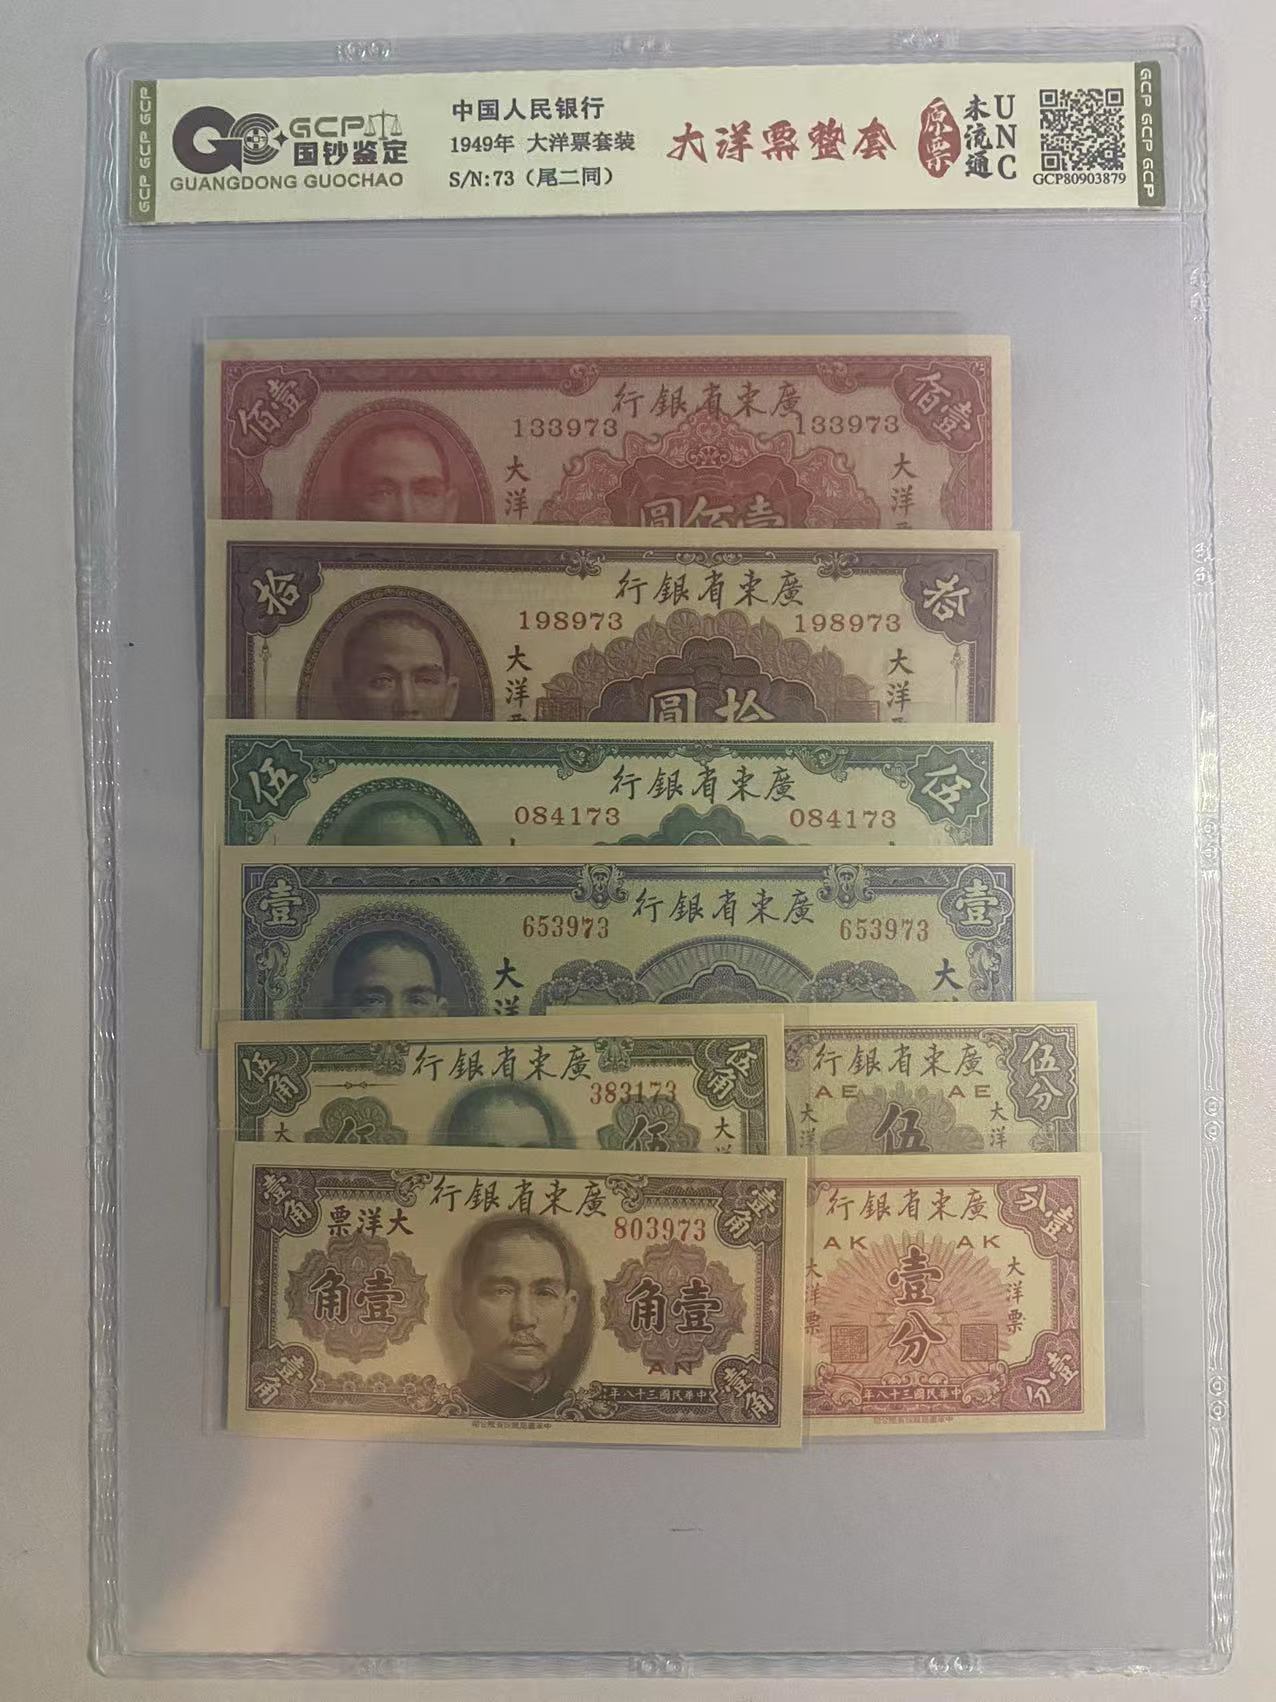 GCP GCP GCP
GCP
国钞鉴定
GUANGDONG GUOCHAO
中国人民银行
1949年 大洋票套装
S/N:73（尾二同）
大洋票整套
原票
未流通
UNC
GCP80903879
GCP GCP GCP
佰壹
行銀省東廣
佰壹
133973
133973
大洋
大洋
圓佰壹
拾
行銀省東廣
拾
198973
198973
大洋
大洋
圓拾
伍
行銀省東廣
伍
084173
084173
壹
行銀省東廣
壹
653973
653973
大洋
大
伍角
行銀省東廣
伍角
383173
大
伍
伍
大
行銀省東廣
伍分
AE
AE
大洋
伍
大洋
壹角
行銀省東廣
壹角
票洋大
803973
角壹
角壹
AN
壹角
年八十三國民華中
壹角
行銀省東廣
分壹
AK
AK
大洋票
壹分
大洋票
年八十三國民華中
分壹